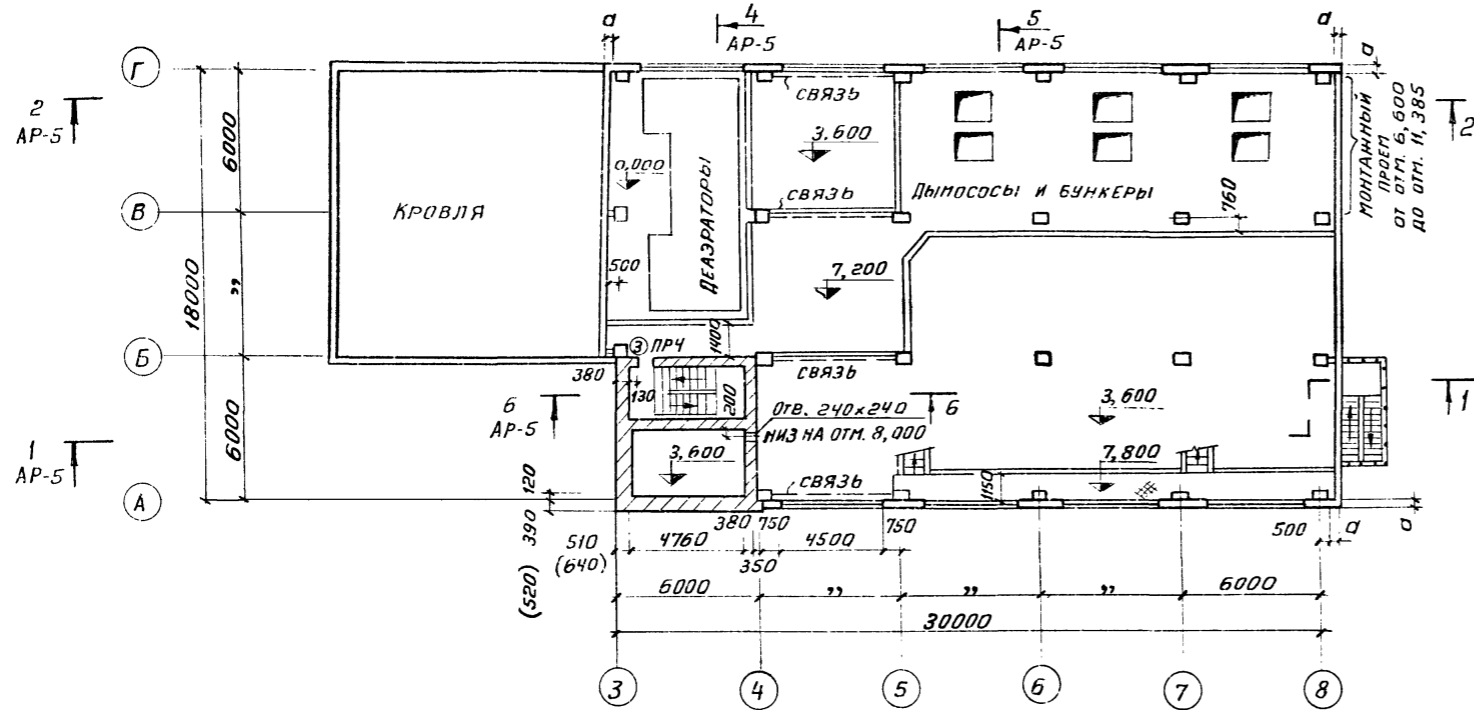 а
4
АР-5
5
АР-5
d
а
Г
2
АР-5
6000
СВЯЗЬ
3.600
0,000
МОНТАЖНЫЙ
ПРОЕМ
ОТ ОТМ. 6,600
ДО ОТМ. 11,385
2
В
КРОВЛЯ
ДЕАЭРАТОРЫ
СВЯЗЬ
ДЫМОСОСЫ И БУНКЕРЫ
760
18000
"
500
7,200
Б
3 ПРЧ
1400
380
130
200
СВЯЗЬ
6
АР-5
ОТВ. 240х240
НИЗ НА ОТМ. 8,000
6
3,600
1
1
АР-5
6000
3,600
7,800
СВЯЗЬ
1150
А
120
390
(520)
510
(640)
4760
380
750
350
4500
750
500
а
а
6000
"
"
"
6000
30000
3
4
5
6
7
8